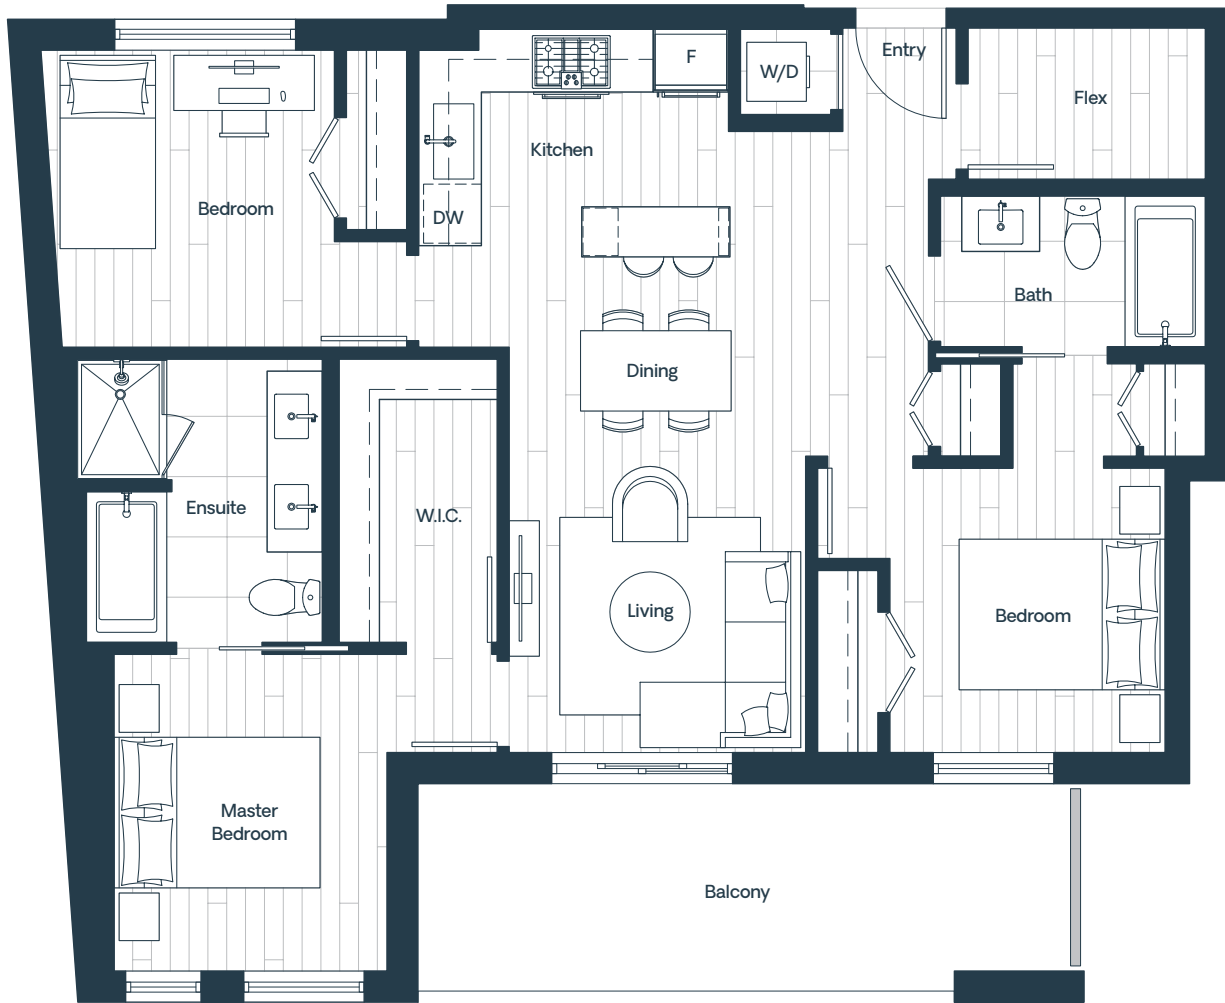 Entry
F
W/D
Flex
Kitchen
Bedroom
DW
Bath
Dining
Ensuite
W.I.C.
Living
Bedroom
Master
Bedroom
Balcony